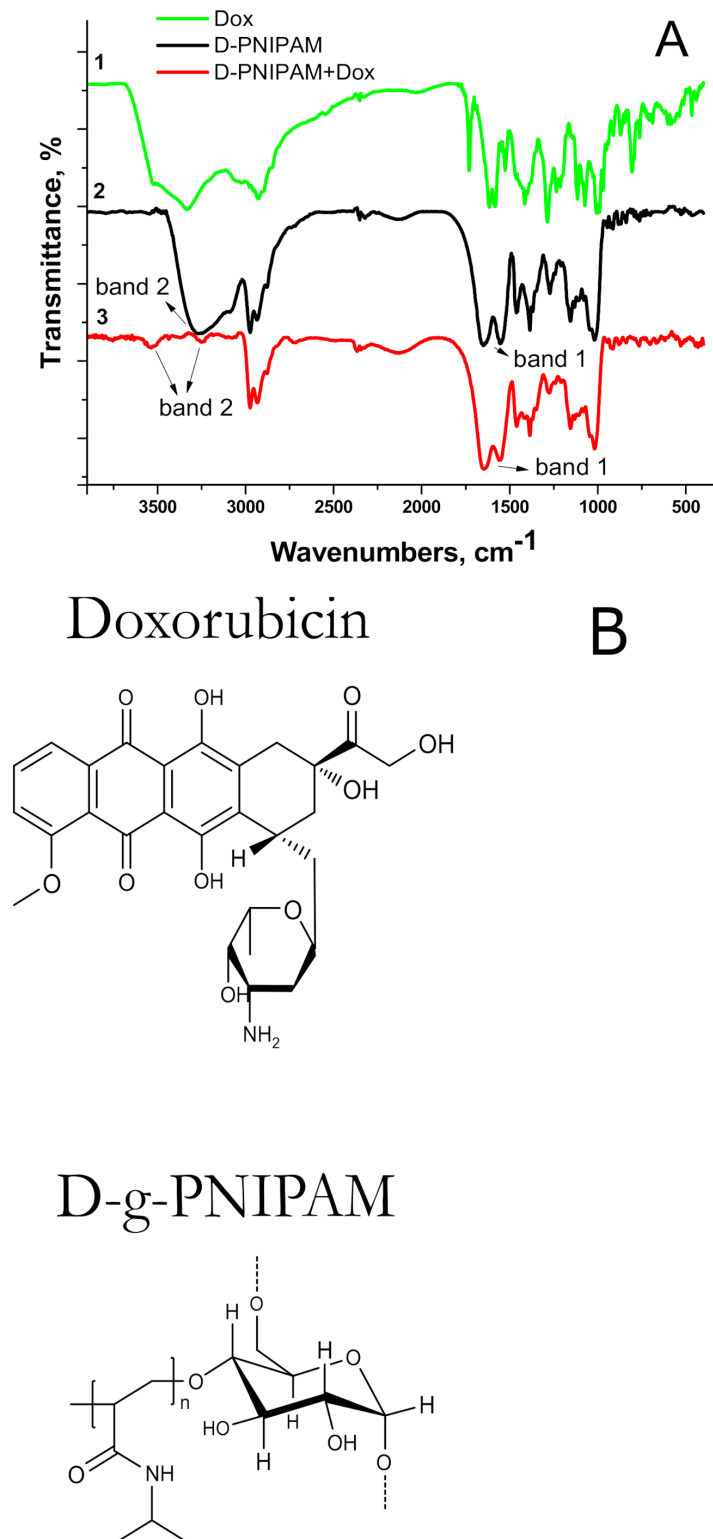 Dox
D-PNIPAM
D-PNIPAM+Dox
A
1
2
band 2
3
band 2
band 1
band 1
Transmittance, %
3500 3000 2500 2000 1500 1000 500
Wavenumbers, cm-1
Doxorubicin
B
O OH O
OH
OH
O O OH H
O
OH
NH2
D-g-PNIPAM
O
H H
O
O
n
HO H H
OH
H
O
O NH